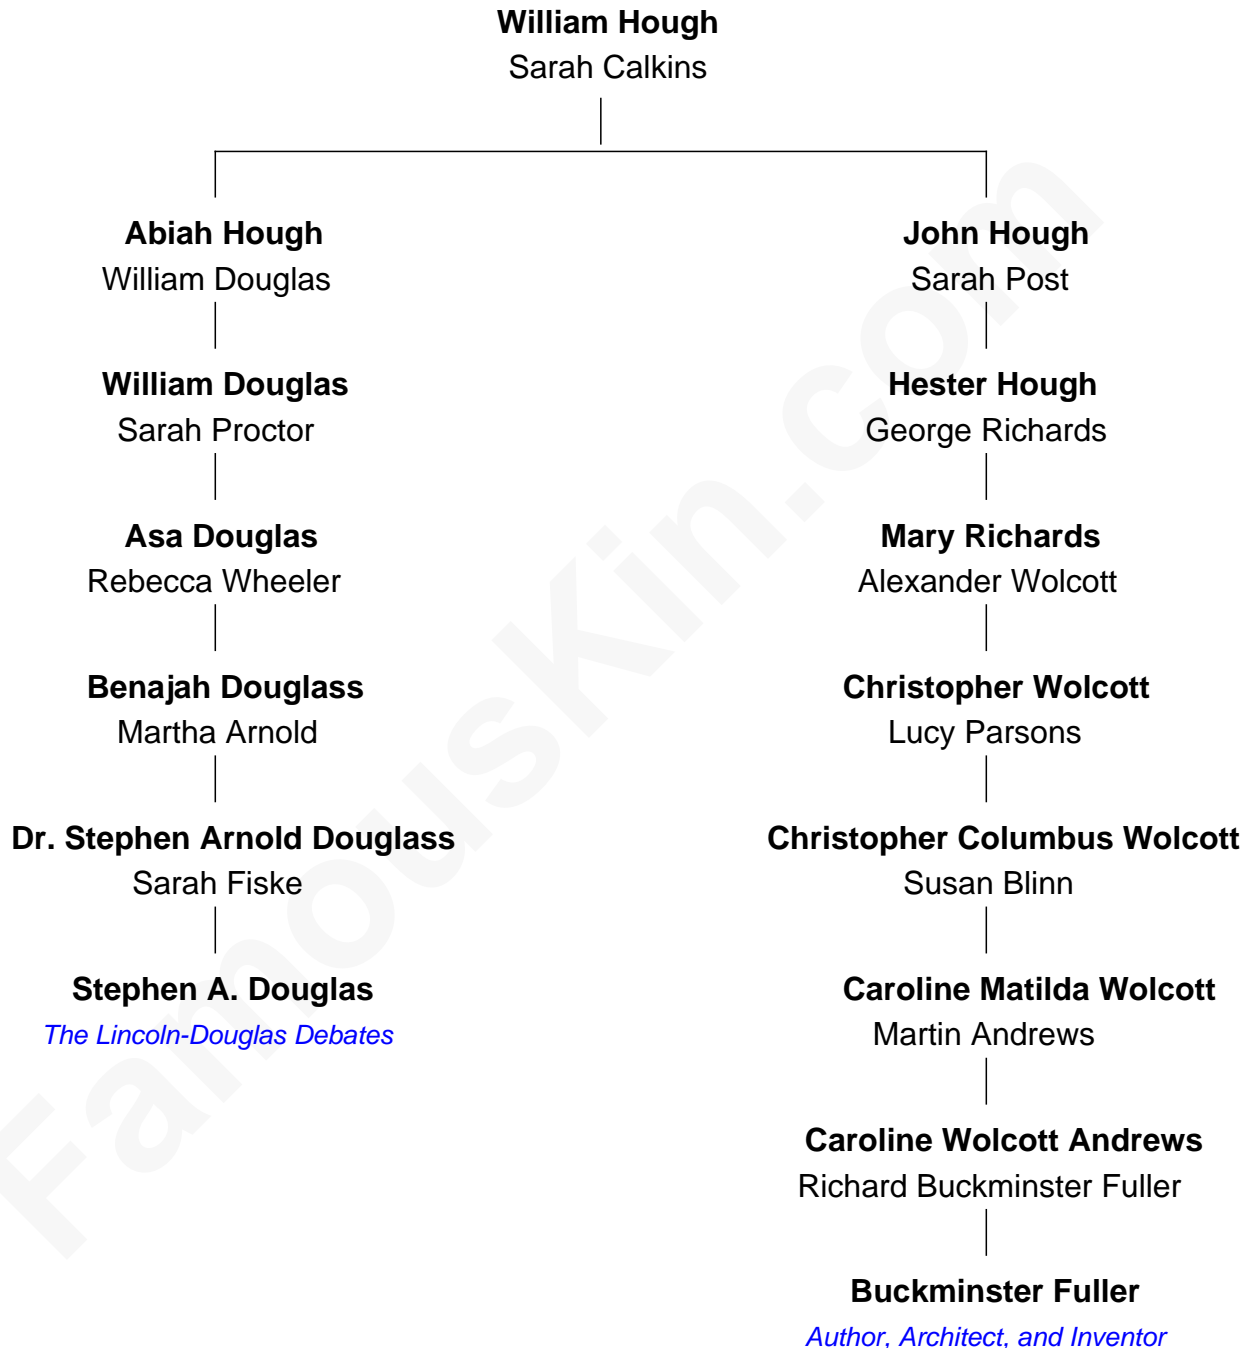 William Hough
Sarah Calkins
Abiah Hough
William Douglas
John Hough
Sarah Post
William Douglas
Sarah Proctor
Hester Hough
George Richards
Asa Douglas
Rebecca Wheeler
Mary Richards
Alexander Wolcott
Benajah Douglass
Martha Arnold
Christopher Wolcott
Lucy Parsons
Dr. Stephen Arnold Douglass
Sarah Fiske
Christopher Columbus Wolcott
Susan Blinn
Stephen A. Douglas
The Lincoln-Douglas Debates
Caroline Matilda Wolcott
Martin Andrews
Caroline Wolcott Andrews
Richard Buckminster Fuller
Buckminster Fuller
Author, Architect, and Inventor
FamousKin.com